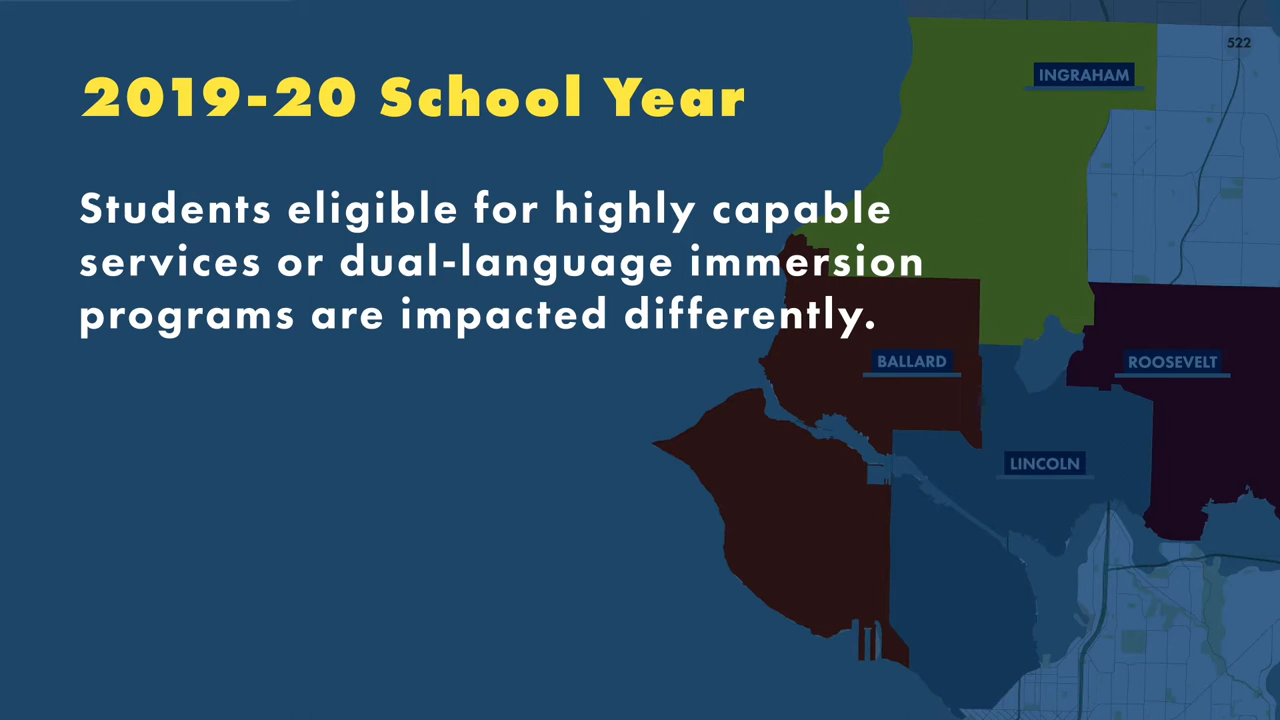 2019-20 School Year
Students eligible for highly capable
services or dual-language immersion
programs are impacted differently.
522
INGRAHAM
BALLARD
ROOSEVELT
LINCOLN